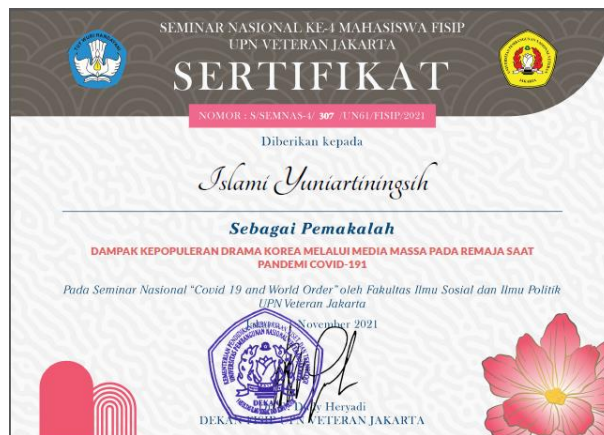 SEMINAR NASIONAL KE-4 MAHASISWA FISIP
UPN VETERAN JAKARTA
SERTIFIKAT
NOMOR : S/SEMNAS-4/ 307 /UN61/FISIP/2021
Diberikan kepada
Islami Yuniartiningsih
Sebagai Pemakalah
DAMPAK KEPOPULERAN DRAMA KOREA MELALUI MEDIA MASSA PADA REMAJA SAAT
PANDEMI COVID-191
Pada Seminar Nasional "Covid 19 and World Order" oleh Fakultas Ilmu Sosial dan Ilmu Politik
UPN Veteran Jakarta
November 2021
DEKAN
Heryadi
DEKAN FISIP UPN VETERAN JAKARTA